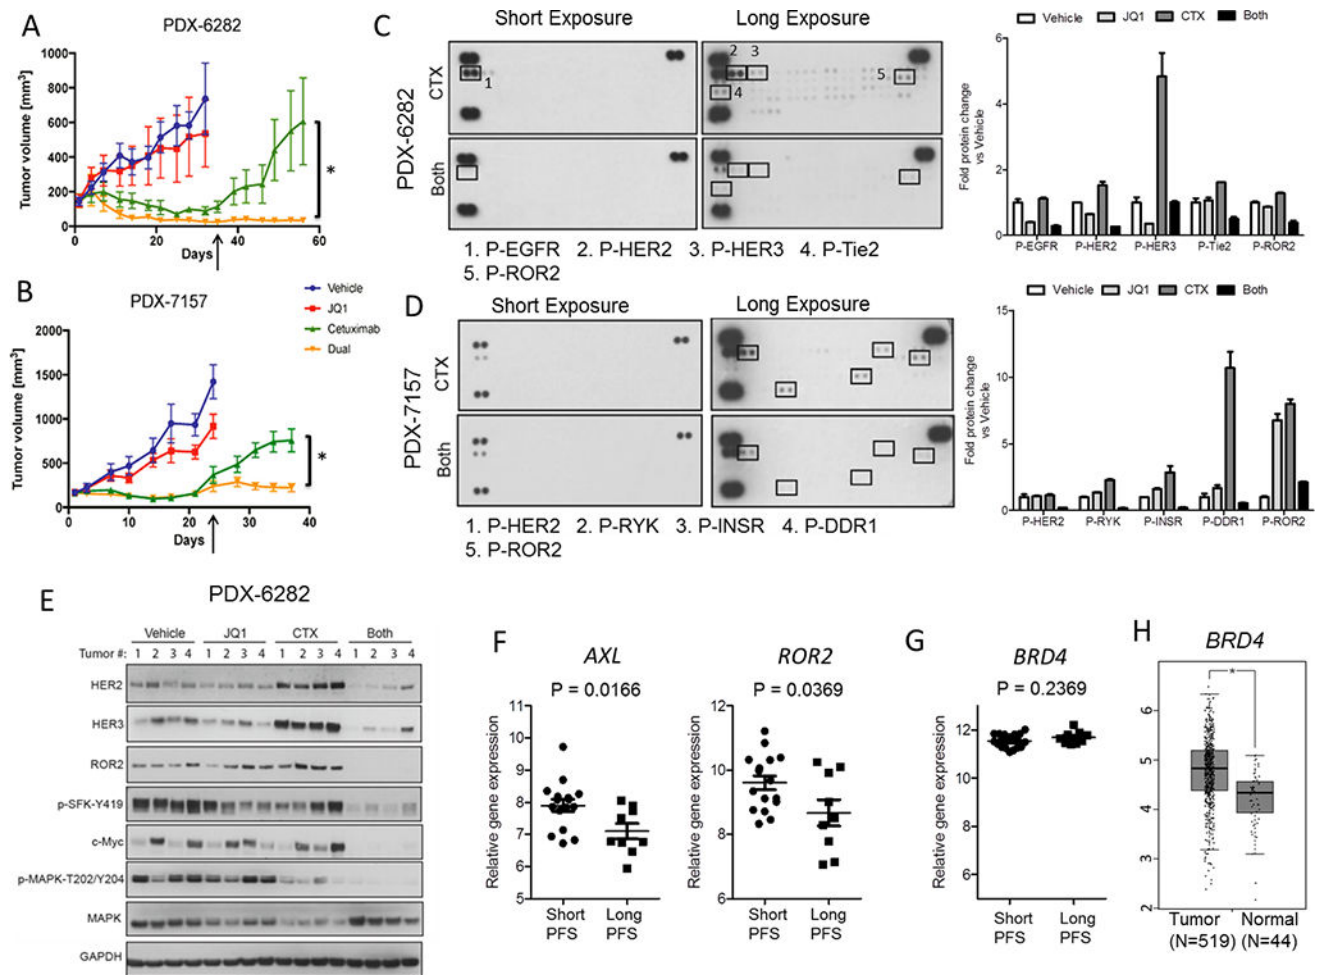 A
PDX-6282
Tumor volume [mm³]
1000
800
600
400
200
0
0 20 40 60
Days
*
B
PDX-7157
Vehicle
JQ1
Cetuximab
Dual
Tumor volume [mm³]
2000
1500
1000
500
0
0 10 20 30 40
Days
*
C
Short Exposure Long Exposure
PDX-6282
CTX
Both
1
2 3
4
5
1. P-EGFR 2. P-HER2 3. P-HER3 4. P-Tie2
5. P-ROR2
Vehicle JQ1 CTX Both
Fold protein change
vs Vehicle
6
4
2
0
P-EGFR P-HER2 P-HER3 P-Tie2 P-ROR2
D
Short Exposure Long Exposure
PDX-7157
CTX
Both
1. P-HER2 2. P-RYK 3. P-INSR 4. P-DDR1
5. P-ROR2
Vehicle JQ1 CTX Both
Fold protein change
vs Vehicle
15
10
5
0
P-HER2 P-RYK P-INSR P-DDR1 P-ROR2
E
PDX-6282
Vehicle JQ1 CTX Both
Tumor #: 1 2 3 4 1 2 3 4 1 2 3 4 1 2 3 4
HER2
HER3
ROR2
p-SFK-Y419
c-Myc
p-MAPK-T202/Y204
MAPK
GAPDH
F
AXL
P = 0.0166
Relative gene expression
11
10
9
8
7
6
5
Short PFS
Long PFS
ROR2
P = 0.0369
Relative gene expression
12
10
8
6
Short PFS
Long PFS
G
BRD4
P = 0.2369
Relative gene expression
12
10
8
6
Short PFS
Long PFS
H
BRD4
*
6
5
4
3
2
Tumor Normal
(N=519) (N=44)